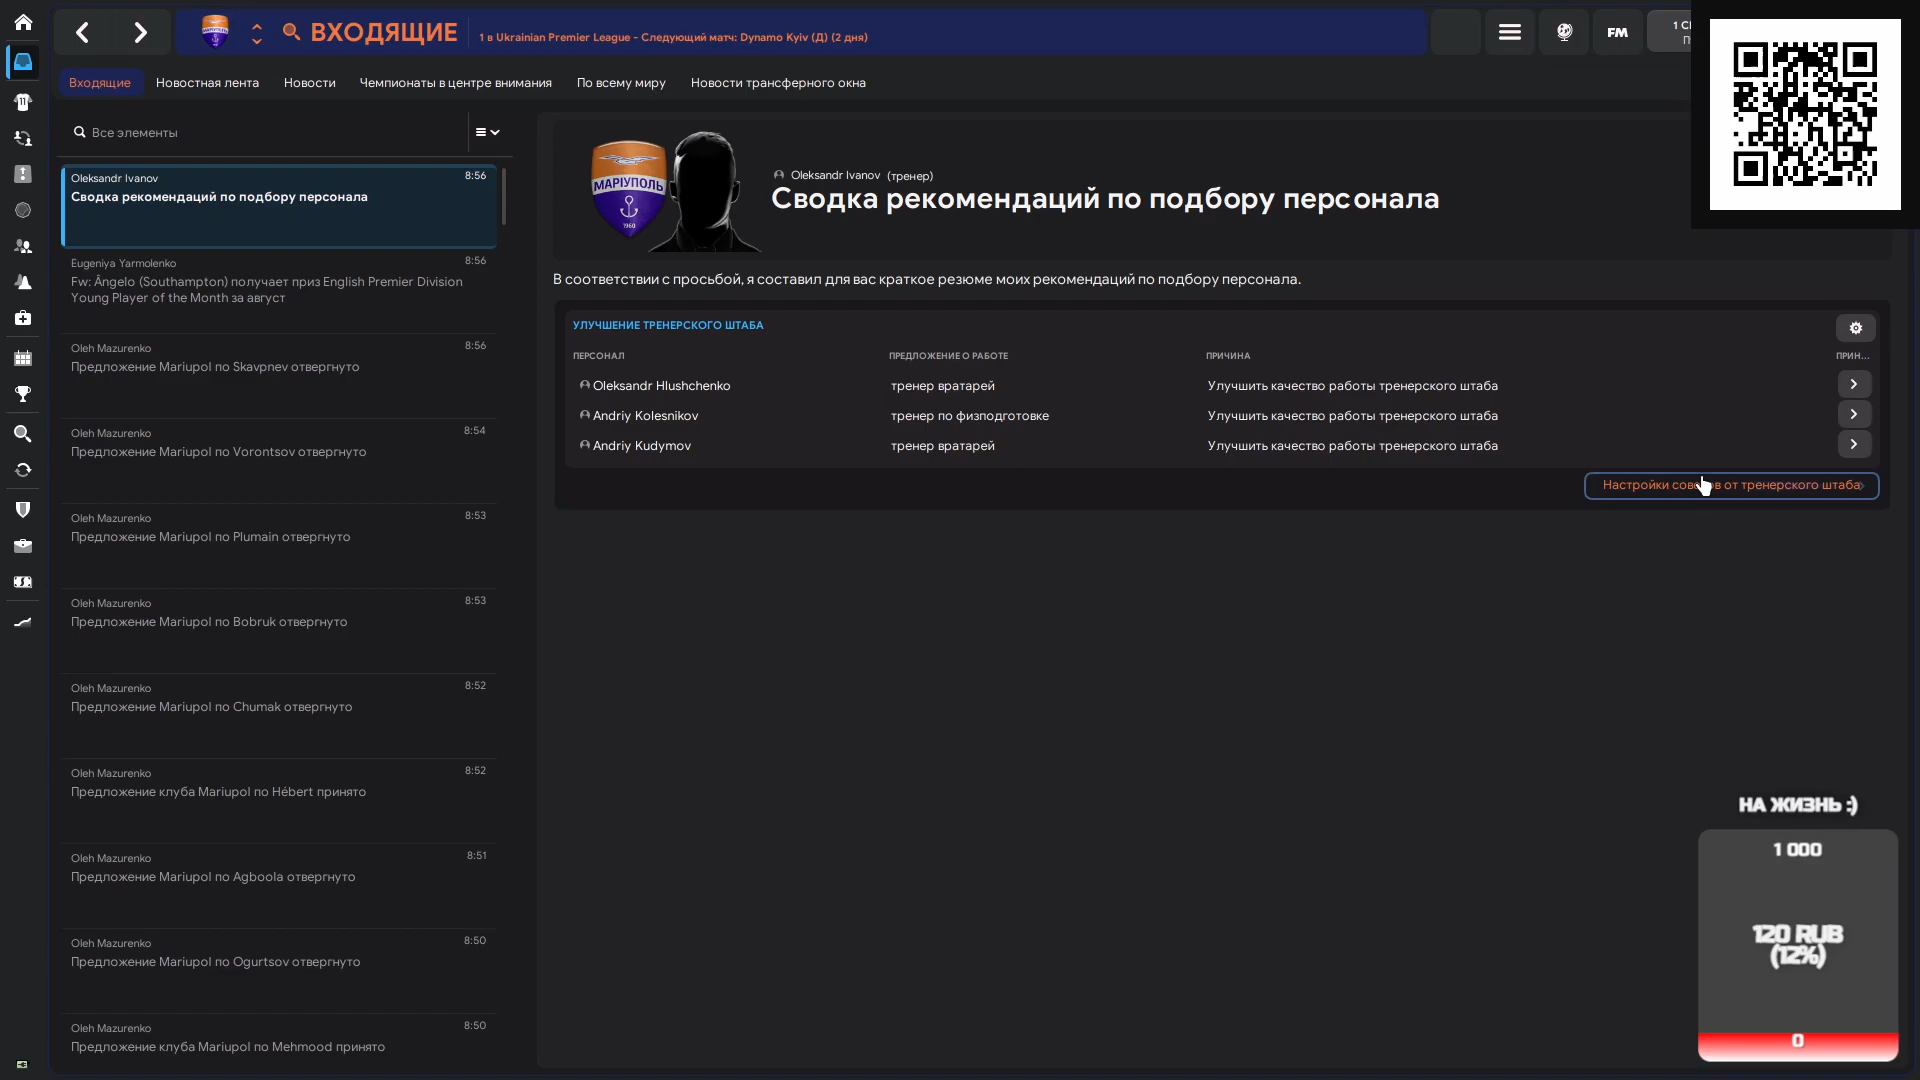 ВХОДЯЩИЕ
1 в Ukrainian Premier League - Следующий матч: Dynamo Kyiv (Д) (2 дня)
FM
Входящие
Новостная лента
Новости
Чемпионаты в центре внимания
По всему миру
Новости трансферного окна
Все элементы
Oleksandr Ivanov
8:56
Сводка рекомендаций по подбору персонала
Eugeniya Yarmolenko
8:56
Fw: Ângelo (Southampton) получает приз English Premier Division
Young Player of the Month за август
Oleh Mazurenko
8:56
Предложение Mariupol по Skavpnev отвергнуто
Oleh Mazurenko
8:54
Предложение Mariupol по Vorontsov отвергнуто
Oleh Mazurenko
8:53
Предложение Mariupol по Plumain отвергнуто
Oleh Mazurenko
8:53
Предложение Mariupol по Bobruk отвергнуто
Oleh Mazurenko
8:52
Предложение Mariupol по Chumak отвергнуто
Oleh Mazurenko
8:52
Предложение клуба Mariupol по Hébert принято
Oleh Mazurenko
8:51
Предложение Mariupol по Agboola отвергнуто
Oleh Mazurenko
8:50
Предложение Mariupol по Ogurtsov отвергнуто
Oleh Mazurenko
8:50
Предложение клуба Mariupol по Mehmood принято
МАРІУПОЛЬ
1960
Oleksandr Ivanov (тренер)
Сводка рекомендаций по подбору персонала
В соответствии с просьбой, я составил для вас краткое резюме моих рекомендаций по подбору персонала.
УЛУЧШЕНИЕ ТРЕНЕРСКОГО ШТАБА
ПЕРСОНАЛ
ПРЕДЛОЖЕНИЕ О РАБОТЕ
ПРИЧИНА
ПРИН...
Oleksandr Hlushchenko
тренер вратарей
Улучшить качество работы тренерского штаба
Andriy Kolesnikov
тренер по физподготовке
Улучшить качество работы тренерского штаба
Andriy Kudymov
тренер вратарей
Улучшить качество работы тренерского штаба
Настройки от тренерского штаба
НА ЖИЗНЬ :)
1 000
120 RUB
(12%)
0